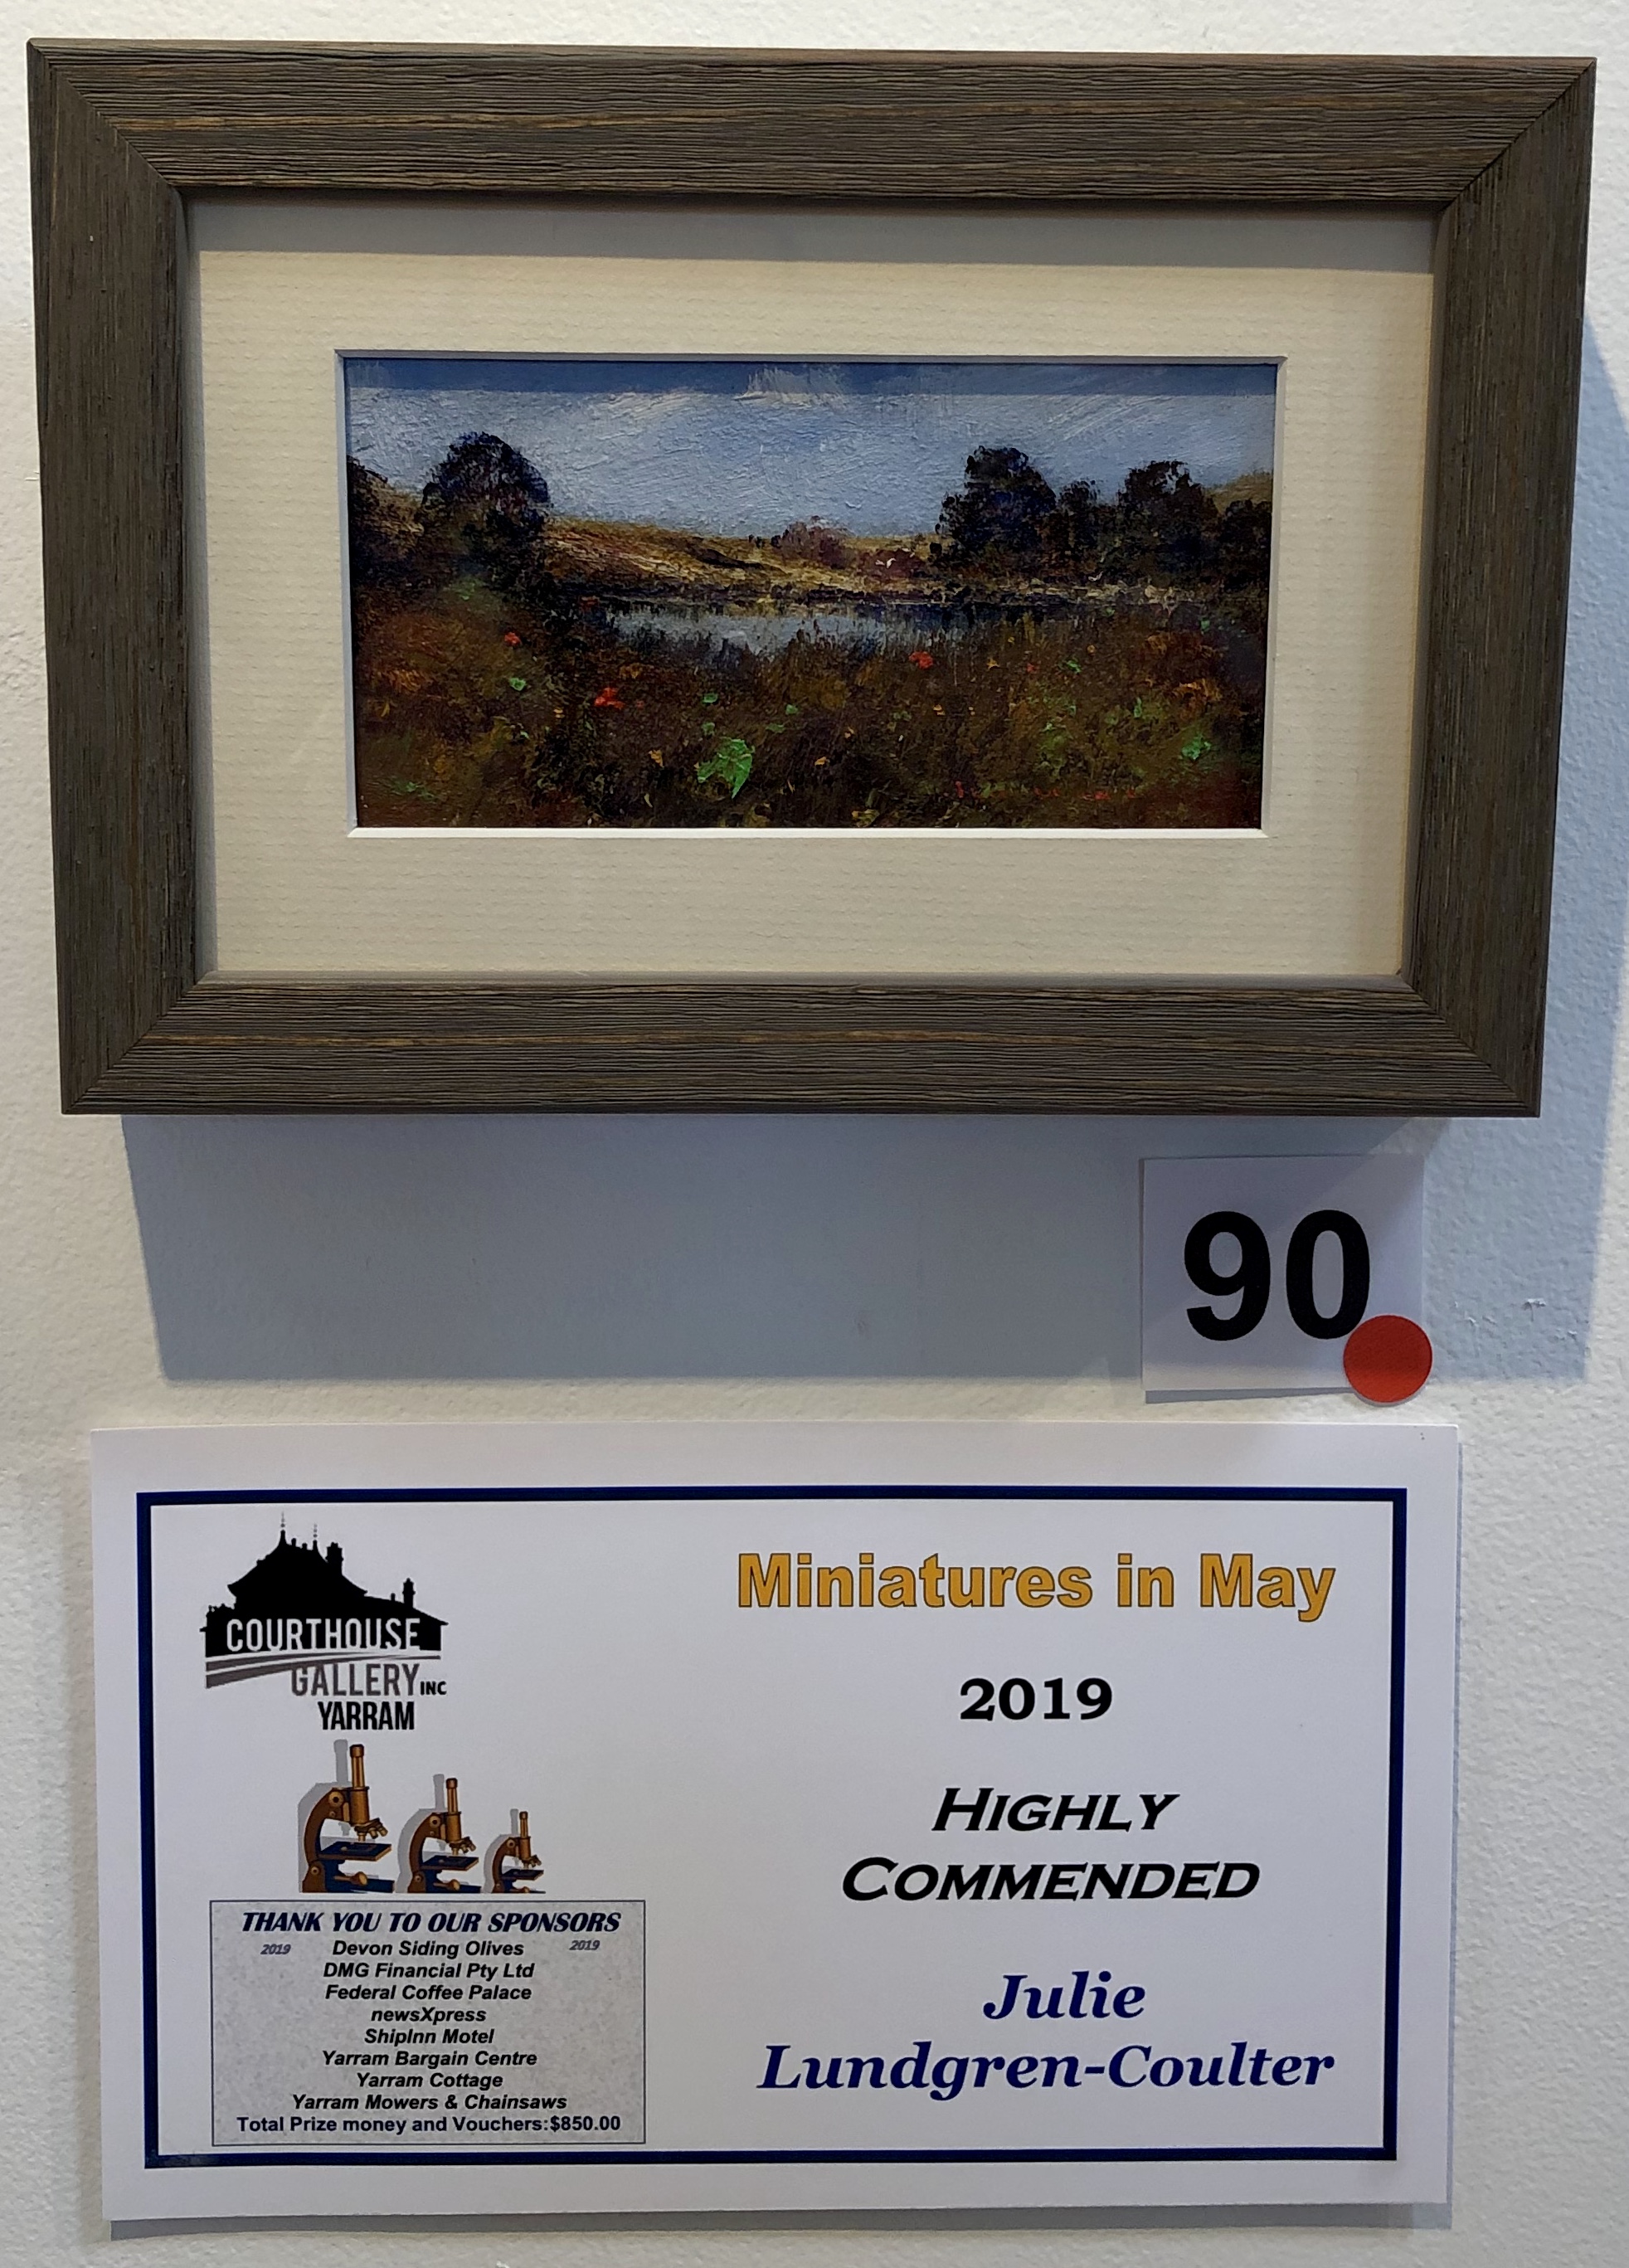 90
COURTHOUSE
GALLERY INC
YARRAM
Miniatures in May
2019
HIGHLY
COMMENDED
Julie
Lundgren-Coulter
THANK YOU TO OUR SPONSORS
2019 Devon Siding Olives 2019
DMG Financial Pty Ltd
Federal Coffee Palace
newsXpress
ShipInn Motel
Yarram Bargain Centre
Yarram Cottage
Yarram Mowers & Chainsaws
Total Prize money and Vouchers:$850.00